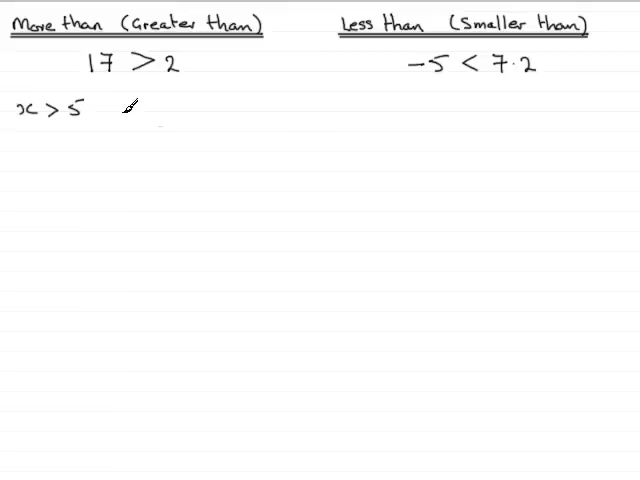 More than (Greater than) Less than (Smaller than)
17 > 2 -5 < 7·2
x > 5